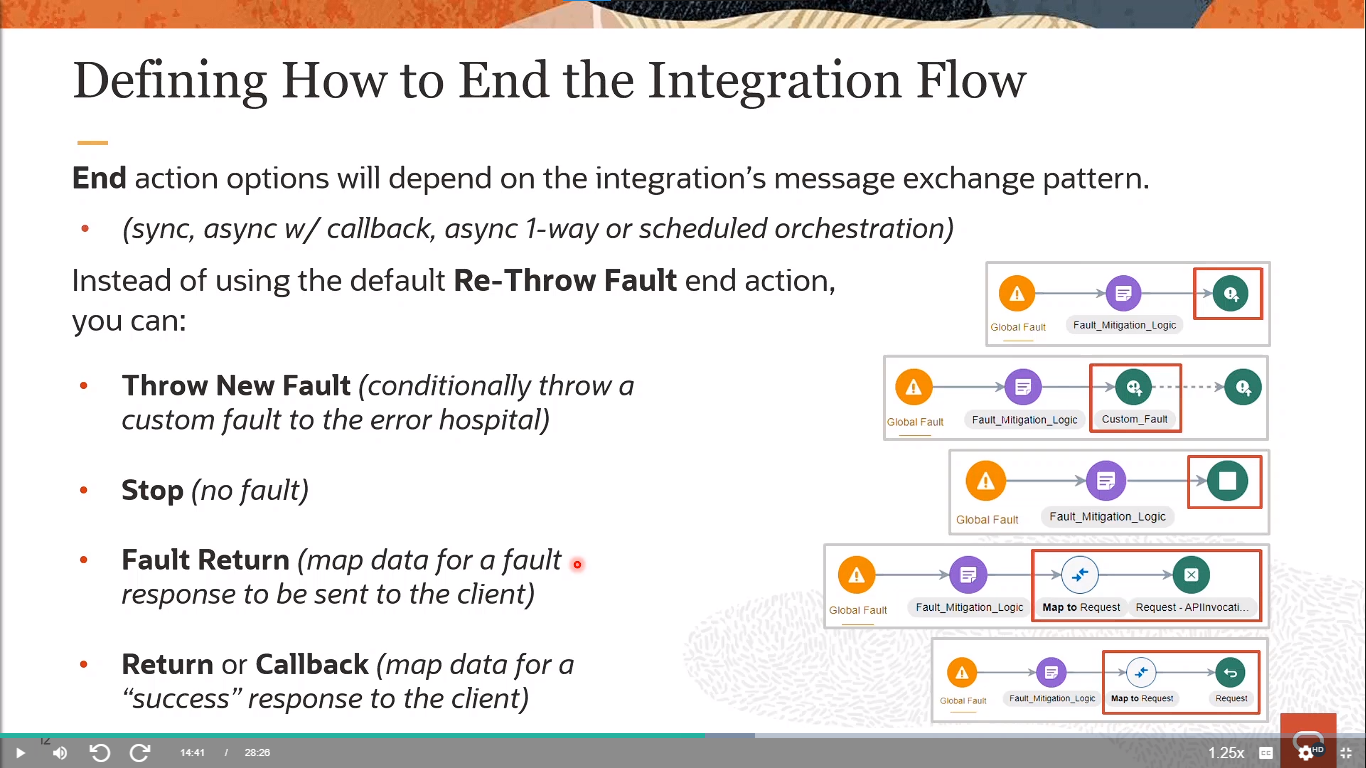 Defining How to End the Integration Flow
End action options will depend on the integration’s message exchange pattern.
• (sync, async w/ callback, async 1-way or scheduled orchestration)
Instead of using the default Re-Throw Fault end action,
you can:
• Throw New Fault (conditionally throw a
custom fault to the error hospital)
• Stop (no fault)
• Fault Return (map data for a fault
response to be sent to the client)
• Return or Callback (map data for a
“success” response to the client)
Global Fault
Fault_Mitigation_Logic
Global Fault
Fault_Mitigation_Logic
Custom_Fault
Global Fault
Fault_Mitigation_Logic
Global Fault
Fault_Mitigation_Logic
Map to Request
Request - APIInvocati...
Global Fault
Fault_Mitigation_Logic
Map to Request
Request
12
14:41 / 28:26
1.25x
CC
HD